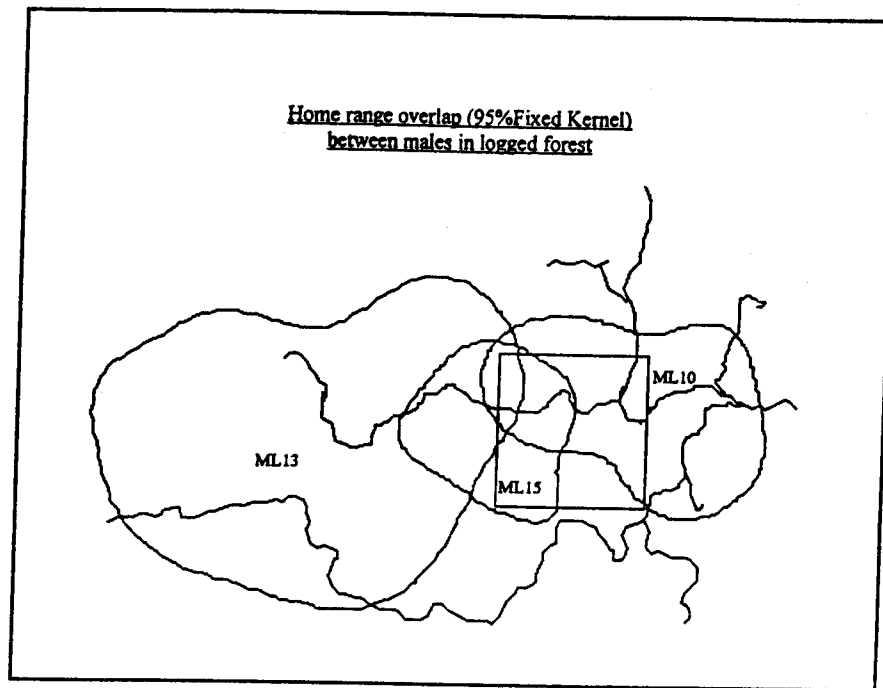 Home range overlap (95%Fixed Kernel)
between males in logged forest
ML10
ML13
ML15